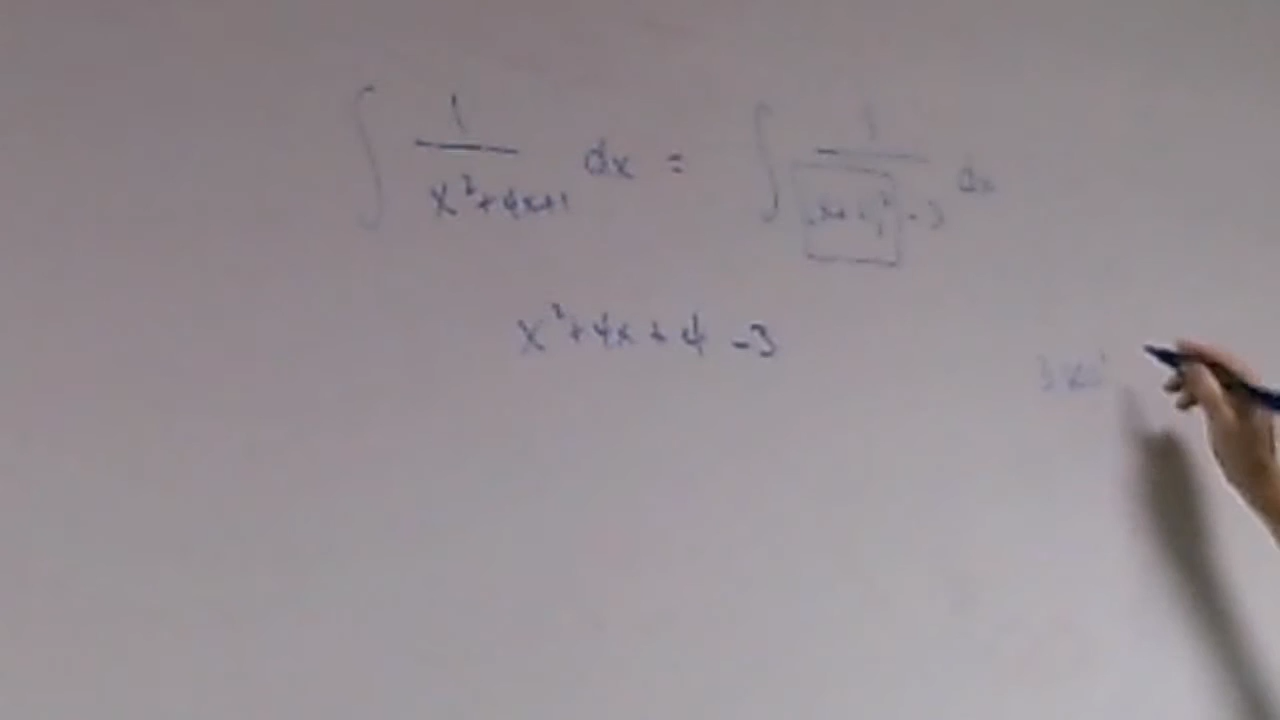 ∫ 1/(x²+4x+1) dx = ∫ 1/((x+2)²-3) dx
x²+4x+4-3